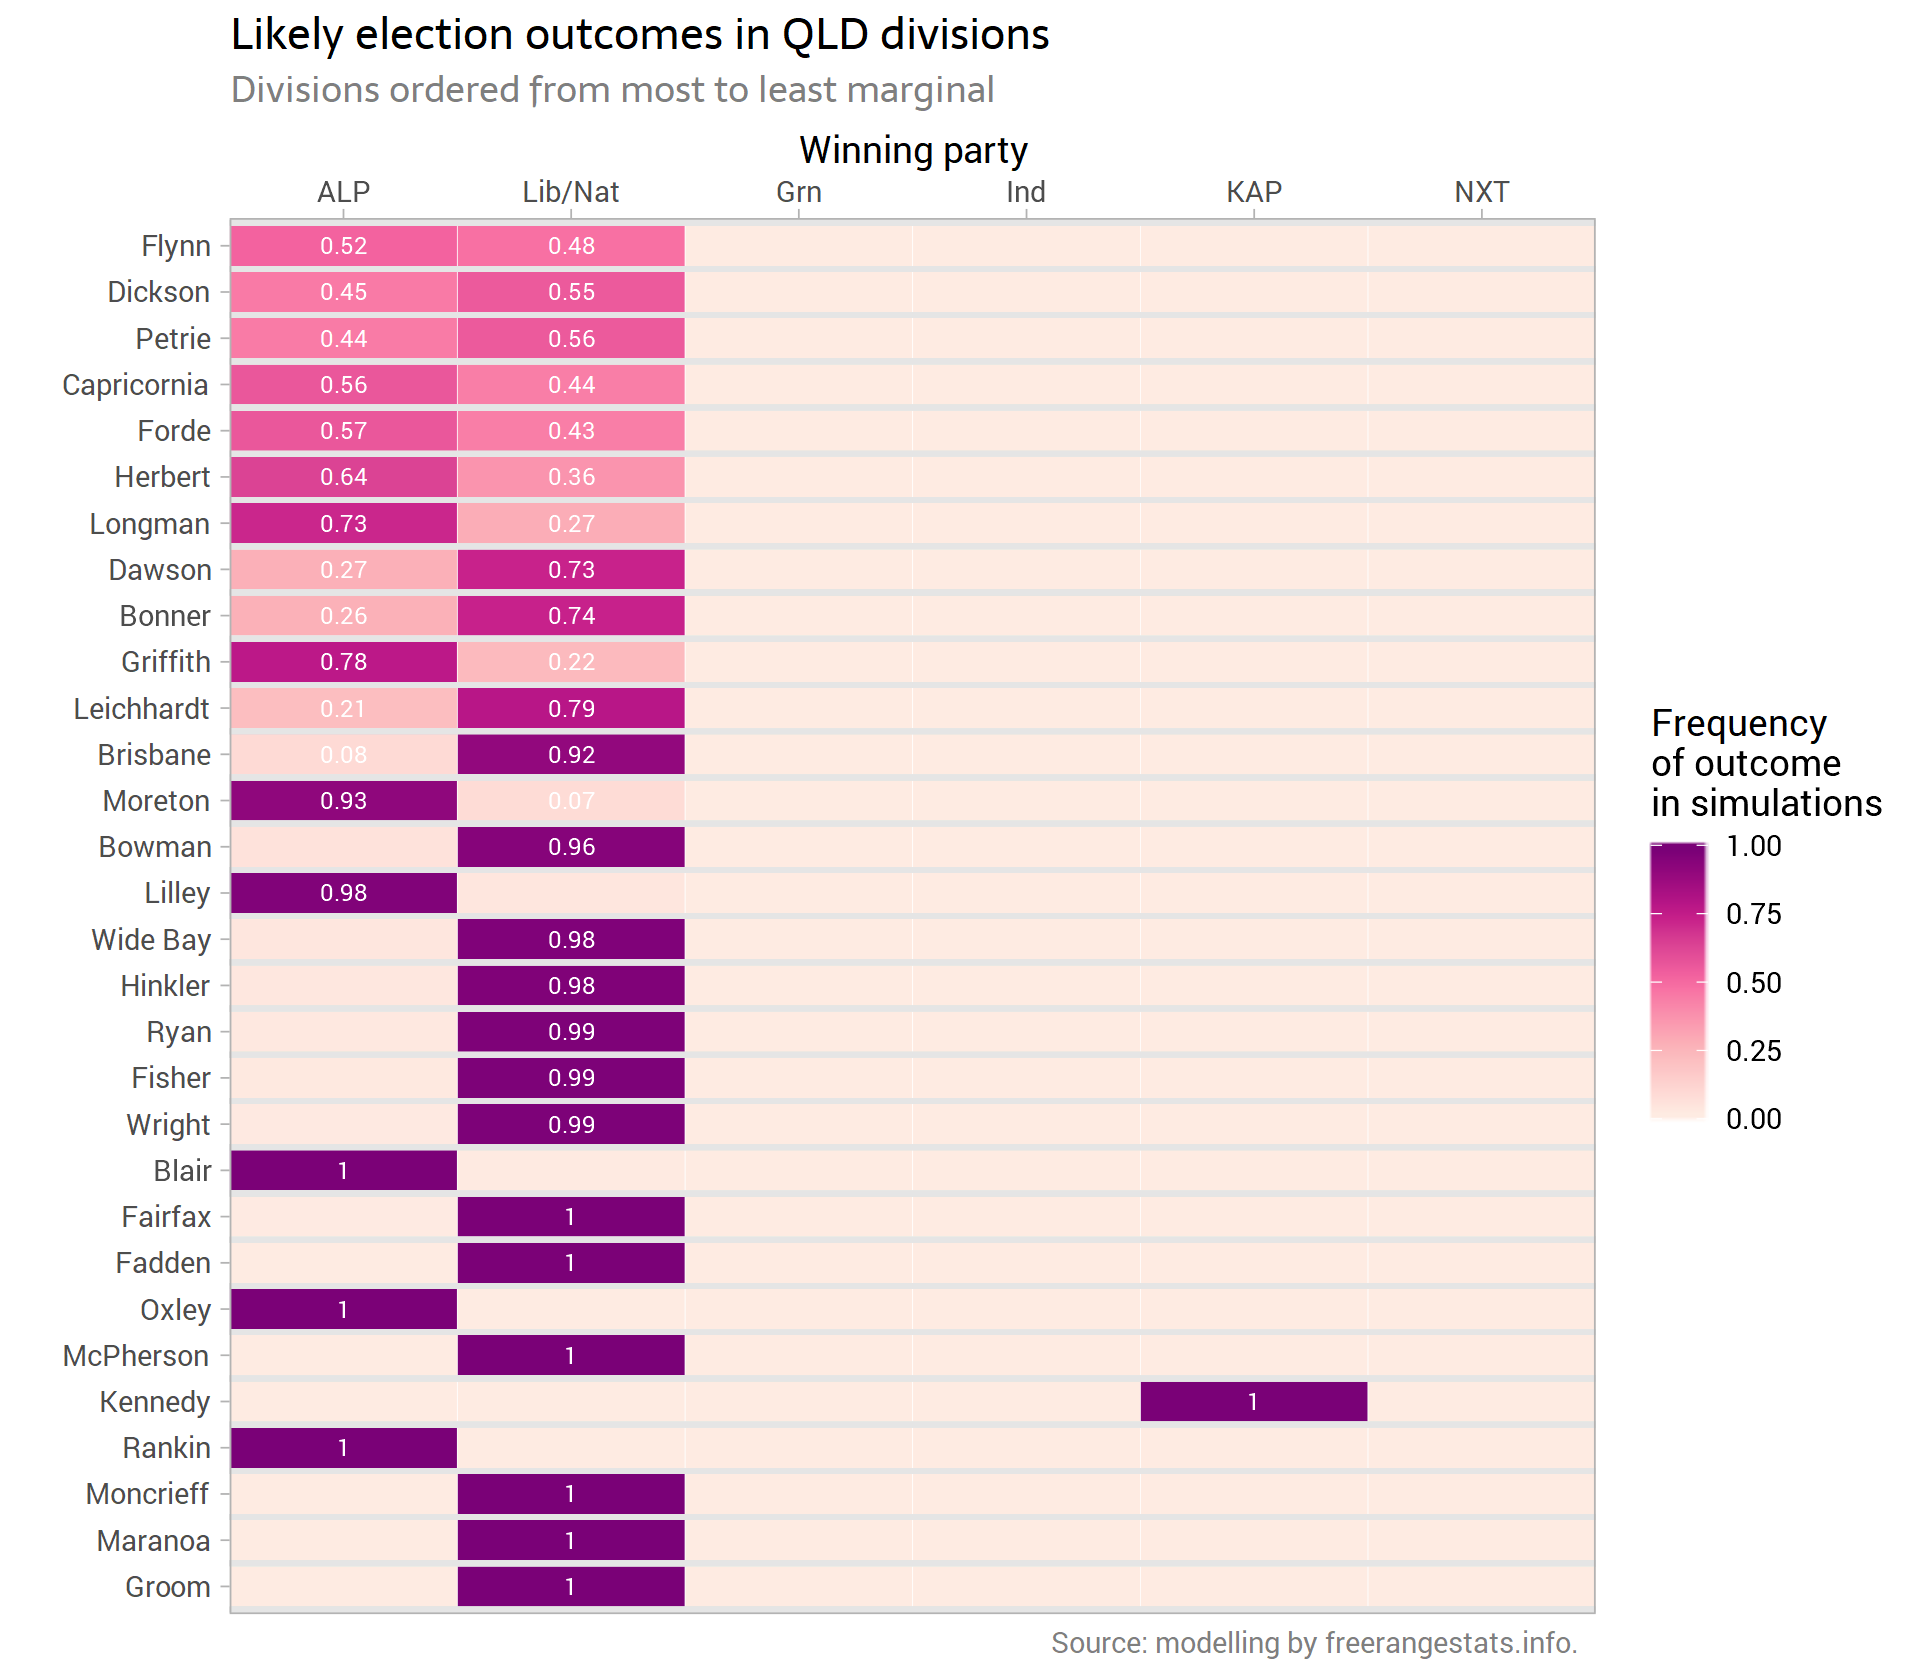 Likely election outcomes in QLD divisions
Divisions ordered from most to least marginal
Winning party
ALP Lib/Nat Grn Ind KAP NXT
Flynn 0.52 0.48
Dickson 0.45 0.55
Petrie 0.44 0.56
Capricornia 0.56 0.44
Forde 0.57 0.43
Herbert 0.64 0.36
Longman 0.73 0.27
Dawson 0.27 0.73
Bonner 0.26 0.74
Griffith 0.78 0.22
Leichhardt 0.21 0.79
Brisbane 0.08 0.92
Moreton 0.93 0.07
Bowman 0.96
Lilley 0.98
Wide Bay 0.98
Hinkler 0.98
Ryan 0.99
Fisher 0.99
Wright 0.99
Blair 1
Fairfax 1
Fadden 1
Oxley 1
McPherson 1
Kennedy 1
Rankin 1
Moncrieff 1
Maranoa 1
Groom 1
Frequency
of outcome
in simulations
1.00
0.75
0.50
0.25
0.00
Source: modelling by freerangestats.info.